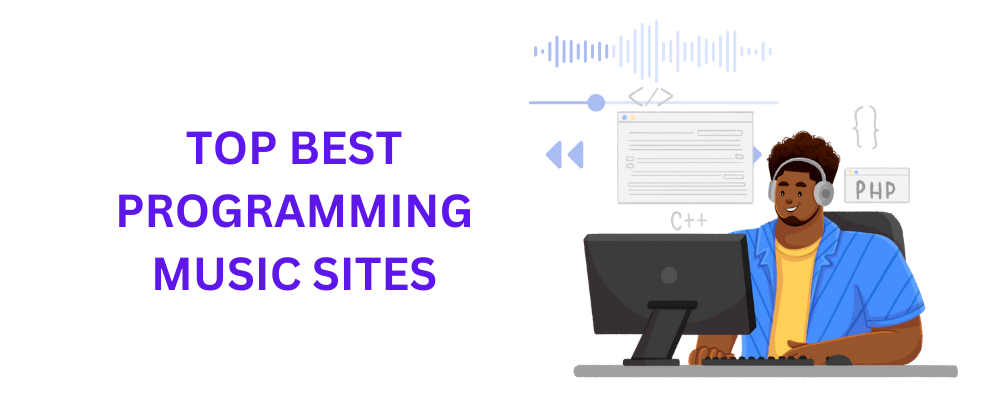 TOP BEST
PROGRAMMING
MUSIC SITES
</>
{}
PHP
C++